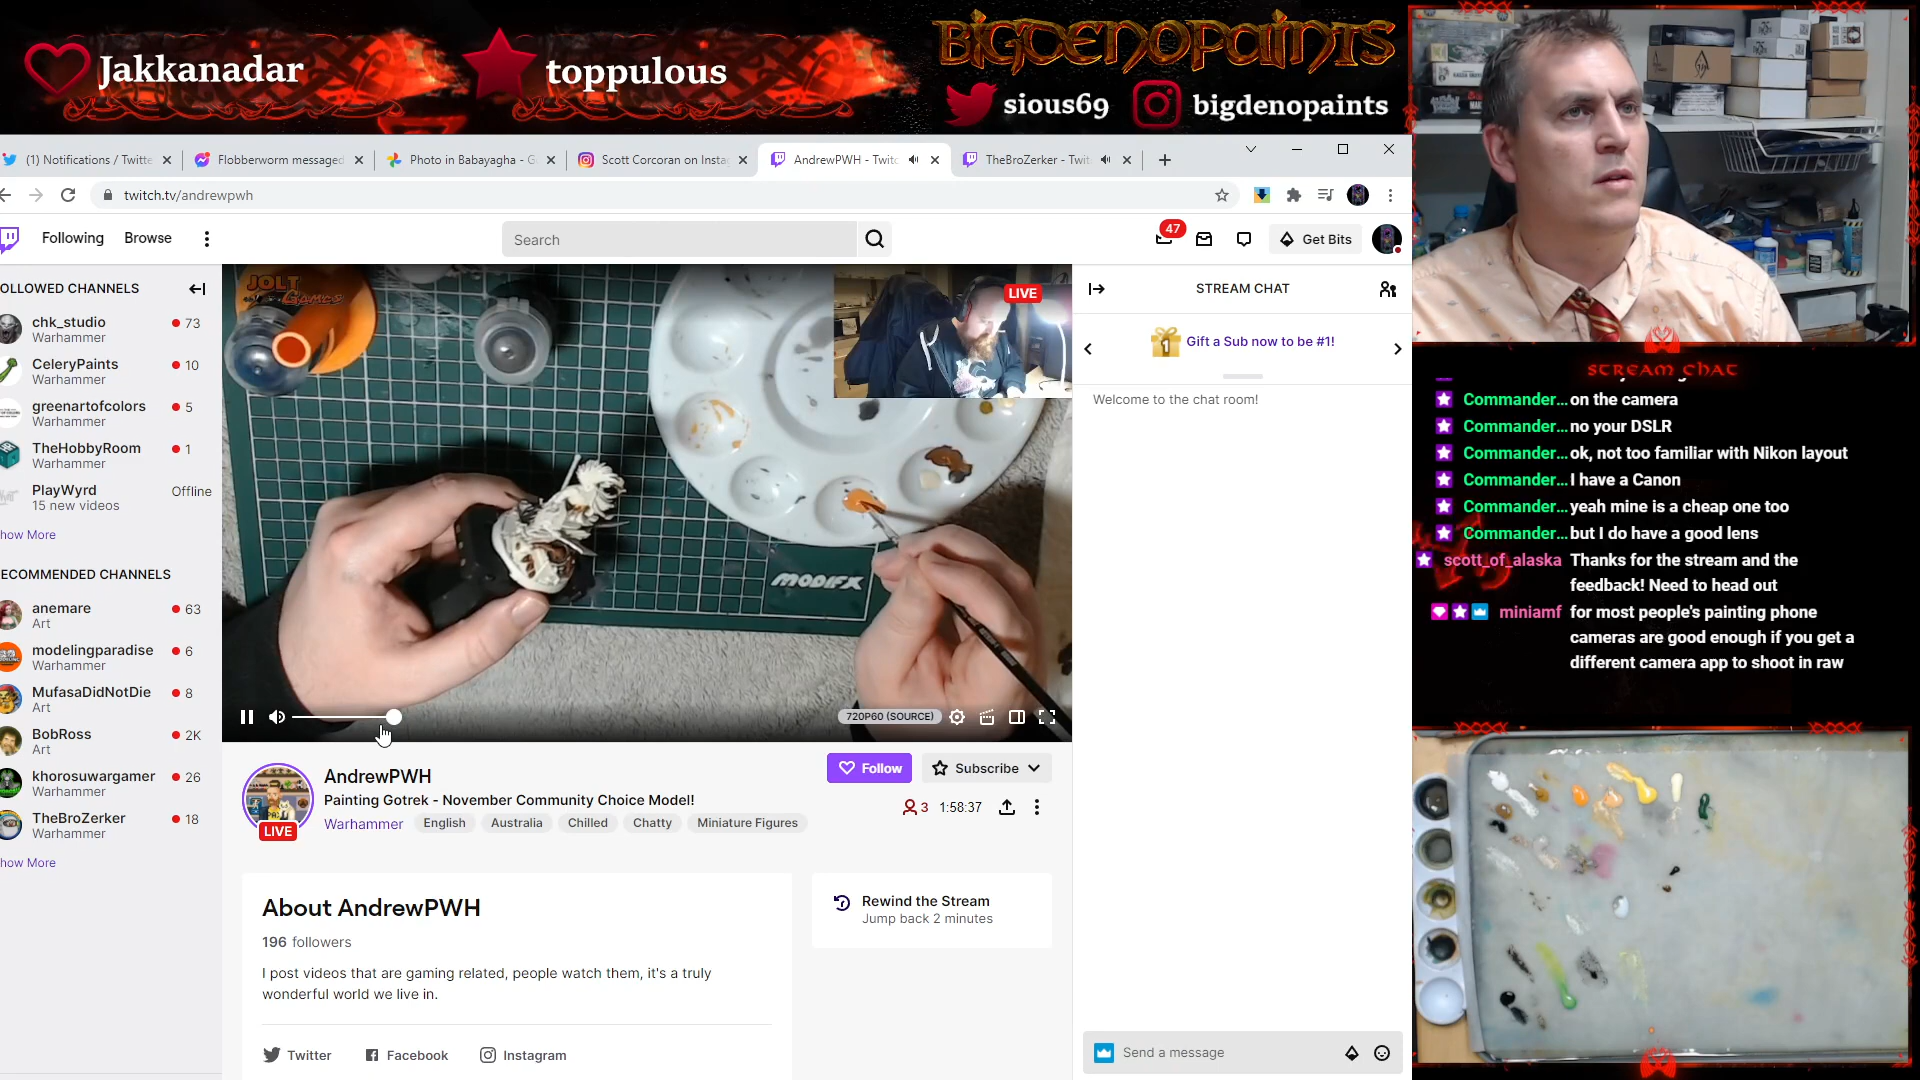 Jakkanadar
toppulous
BIGDENOPAINTS
sious69
bigdenopaints
(1) Notifications / Twitte
Flobberworm messaged
Photo in Babayagha - G
Scott Corcoran on Insta
AndrewPWH - Twitc
TheBroZerker - Twit
twitch.tv/andrewpwh
Following
Browse
Search
47
Get Bits
OLLOWED CHANNELS
chk_studio
73
Warhammer
CeleryPaints
10
Warhammer
greenartofcolors
5
Warhammer
TheHobbyRoom
1
Warhammer
PlayWyrd
Offline
15 new videos
how More
ECOMMENDED CHANNELS
anemare
63
Art
modelingparadise
6
Warhammer
MufasaDidNotDie
8
Art
BobRoss
2K
Art
khorosuwargamer
26
Warhammer
TheBroZerker
18
Warhammer
how More
JOLT
Games
LIVE
MODIFX
720P60 (SOURCE)
LIVE
AndrewPWH
Painting Gotrek - November Community Choice Model!
Warhammer
English
Australia
Chilled
Chatty
Miniature Figures
Follow
Subscribe
3
1:58:37
About AndrewPWH
196 followers
I post videos that are gaming related, people watch them, it's a truly
wonderful world we live in.
Twitter
Facebook
Instagram
Rewind the Stream
Jump back 2 minutes
STREAM CHAT
1
Gift a Sub now to be #1!
Welcome to the chat room!
Send a message
STREAM CHAT
Commander... on the camera
Commander... no your DSLR
Commander... ok, not too familiar with Nikon layout
Commander... I have a Canon
Commander... yeah mine is a cheap one too
Commander... but I do have a good lens
scott_of_alaska Thanks for the stream and the
feedback! Need to head out
miniamf for most people's painting phone
cameras are good enough if you get a
different camera app to shoot in raw